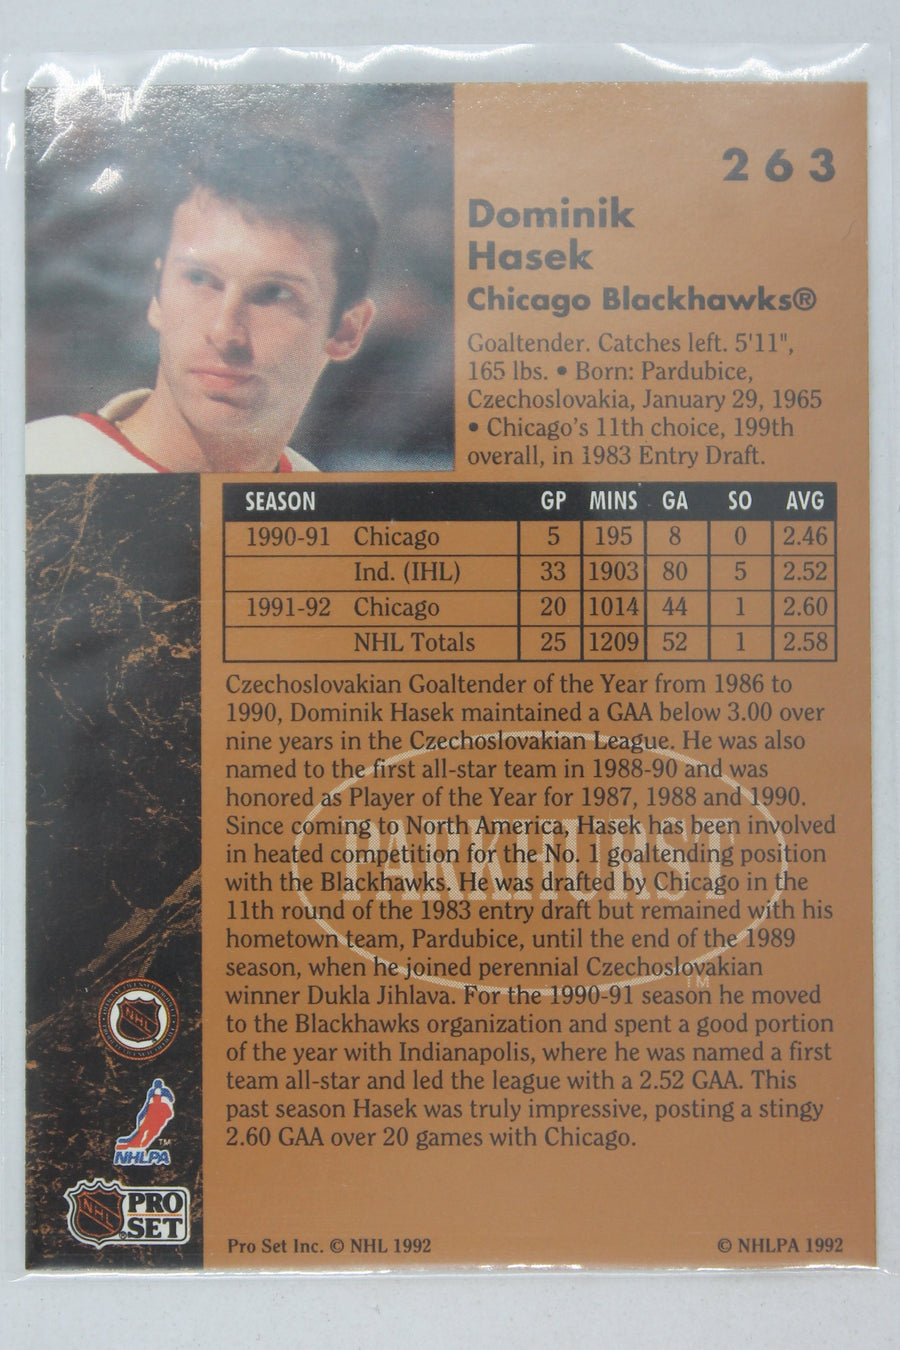 263
Dominik
Hasek
Chicago Blackhawks®
Goaltender. Catches left. 5'11",
165 lbs. • Born: Pardubice,
Czechoslovakia, January 29, 1965
• Chicago's 11th choice, 199th
overall, in 1983 Entry Draft.
SEASON GP MINS GA SO AVG
1990-91 Chicago 5 195 8 0 2.46
Ind. (IHL) 33 1903 80 5 2.52
1991-92 Chicago 20 1014 44 1 2.60
NHL Totals 25 1209 52 1 2.58
Czechoslovakian Goaltender of the Year from 1986 to
1990, Dominik Hasek maintained a GAA below 3.00 over
nine years in the Czechoslovakian League. He was also
named to the first all-star team in 1988-90 and was
honored as Player of the Year for 1987, 1988 and 1990.
Since coming to North America, Hasek has been involved
in heated competition for the No. 1 goaltending position
with the Blackhawks. He was drafted by Chicago in the
11th round of the 1983 entry draft but remained with his
hometown team, Pardubice, until the end of the 1989
season, when he joined perennial Czechoslovakian
winner Dukla Jihlava. For the 1990-91 season he moved
to the Blackhawks organization and spent a good portion
of the year with Indianapolis, where he was named a first
team all-star and led the league with a 2.52 GAA. This
past season Hasek was truly impressive, posting a stingy
2.60 GAA over 20 games with Chicago.
PARKHURST
TM
NHL
TM
NHLPA
NHL
PRO
SET
Pro Set Inc. © NHL 1992
© NHLPA 1992